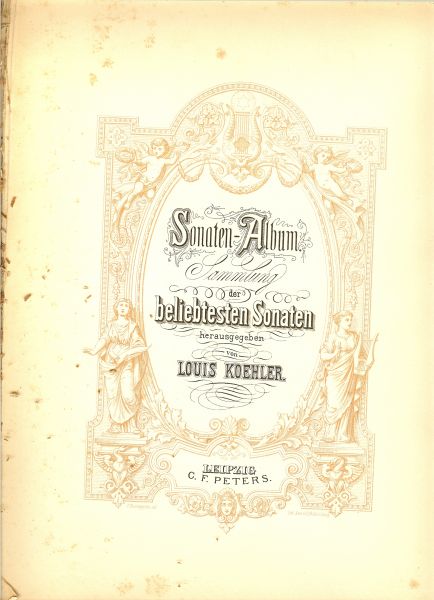 Sonaten-Album.
Sammlung
der
beliebtesten Sonaten
herausgegeben
von
LOUIS KOEHLER.
LEIPZIG
C. F. PETERS.